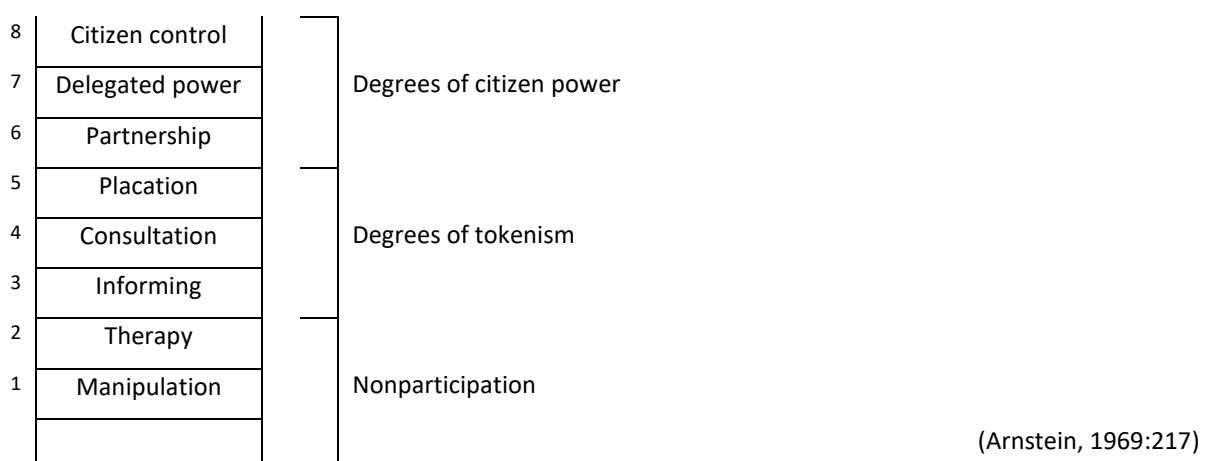 8 Citizen control
7 Delegated power Degrees of citizen power
6 Partnership
5 Placation
4 Consultation Degrees of tokenism
3 Informing
2 Therapy
1 Manipulation Nonparticipation
(Arnstein, 1969:217)